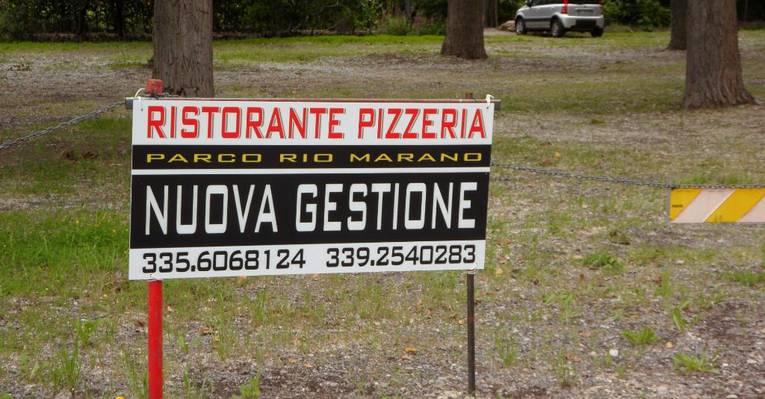 RISTORANTE PIZZERIA
PARCO RIO MARANO
NUOVA GESTIONE
335.6068124 339.2540283